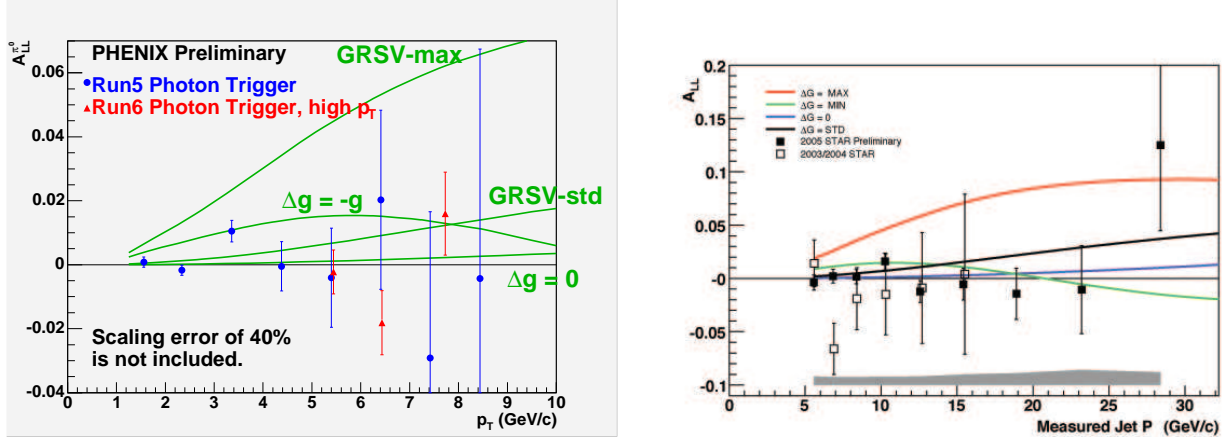 A_LL^π0
PHENIX Preliminary
Run5 Photon Trigger
Run6 Photon Trigger, high p_T
GRSV-max
Δg = -g
GRSV-std
Δg = 0
Scaling error of 40%
is not included.
0.06
0.04
0.02
0
-0.02
-0.04
0 1 2 3 4 5 6 7 8 9 10
p_T (GeV/c)
A_LL
ΔG = MAX
ΔG = MIN
ΔG = 0
ΔG = STD
2005 STAR Preliminary
2003/2004 STAR
0.2
0.15
0.1
0.05
-0
-0.05
-0.1
0 5 10 15 20 25 30
Measured Jet P (GeV/c)